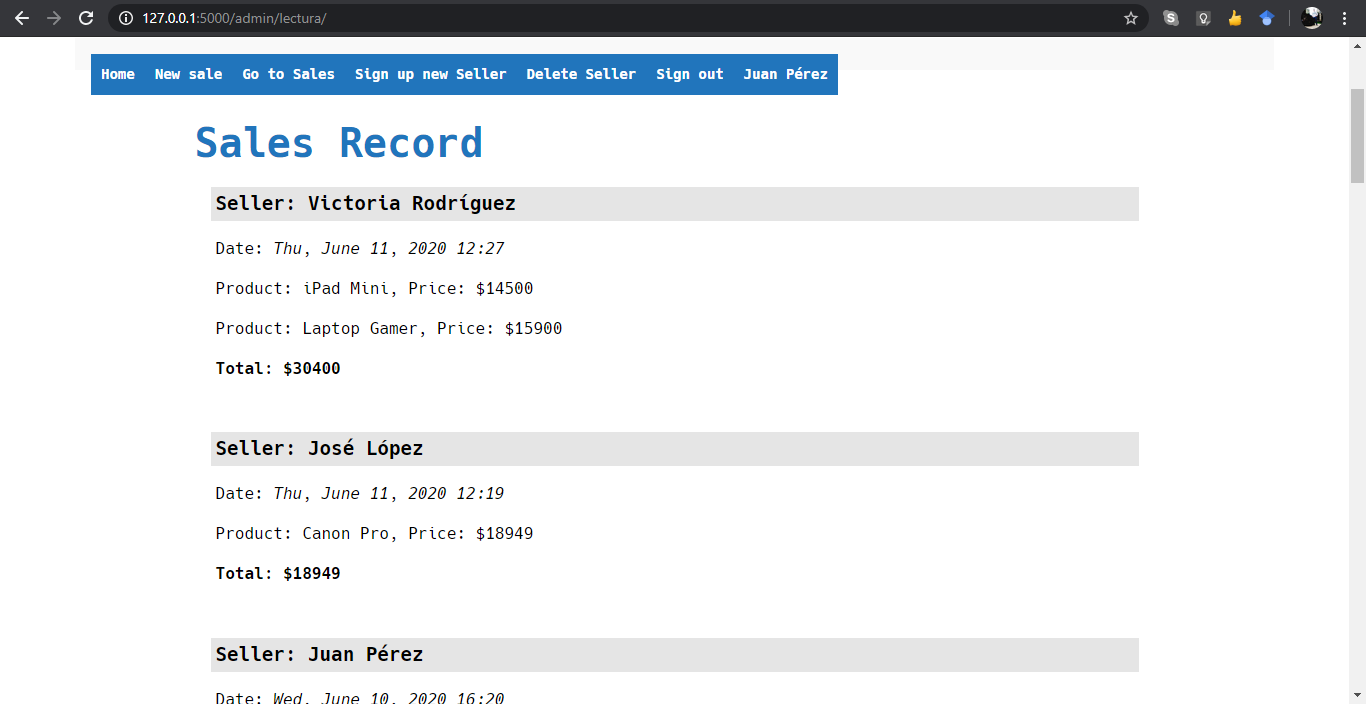 127.0.0.1:5000/admin/lectura/
Home New sale Go to Sales Sign up new Seller Delete Seller Sign out Juan Pérez
Sales Record
Seller: Victoria Rodríguez
Date: Thu, June 11, 2020 12:27
Product: iPad Mini, Price: $14500
Product: Laptop Gamer, Price: $15900
Total: $30400
Seller: José López
Date: Thu, June 11, 2020 12:19
Product: Canon Pro, Price: $18949
Total: $18949
Seller: Juan Pérez
Date: Wed, June 10, 2020 16:20